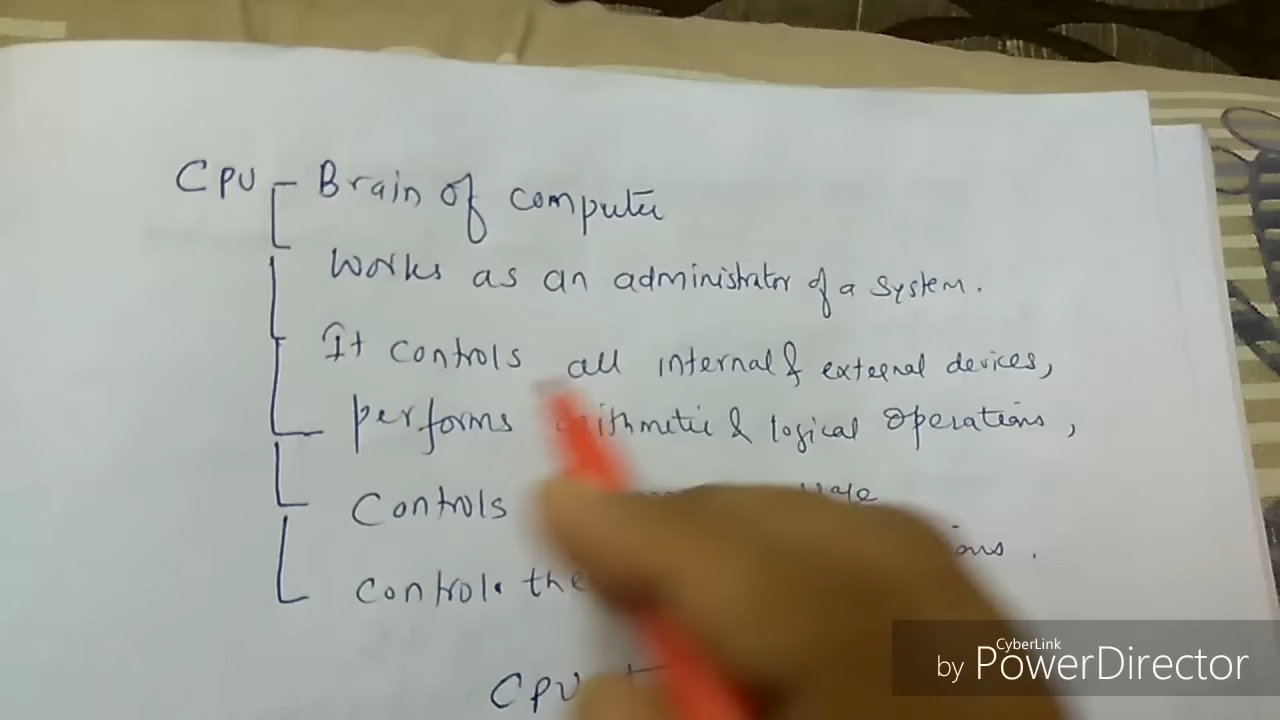 CPU - Brain of computer
Works as an administrator of a system.
It controls all internal & external devices,
performs arithmetic & logical operations,
Controls
controls the
CPU
CyberLink
by PowerDirector